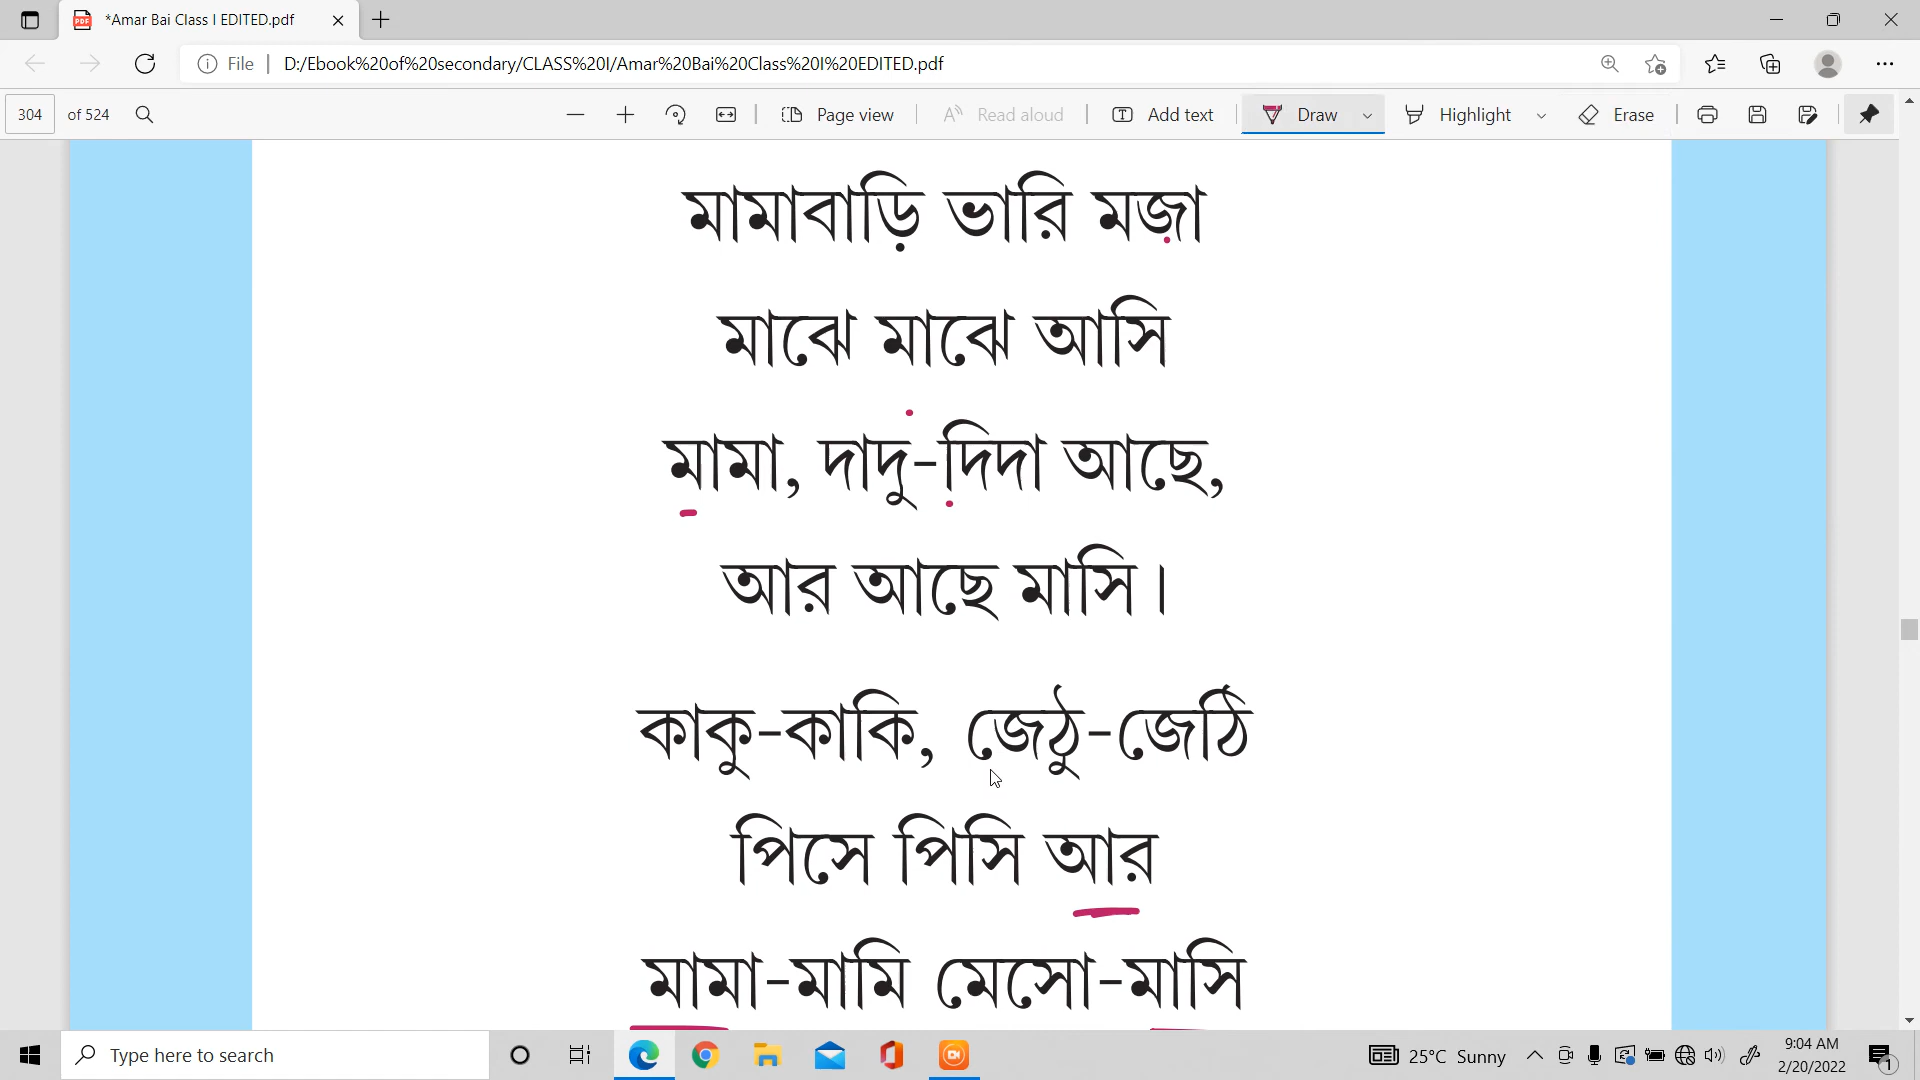 *Amar Bai Class I EDITED.pdf
File D:/Ebook%20of%20secondary/CLASS%20I/Amar%20Bai%20Class%20I%20EDITED.pdf
304 of 524 Page view Read aloud Add text Draw Highlight Erase
মামাবাড়ি ভারি মজা
মাঝে মাঝে আসি
মামা, দাদু-দিদা আছে,
আর আছে মাসি।
কাকু-কাকি, জেঠু-জেঠি
পিসে পিসি আর
মামা-মামি মেসো-মাসি
Type here to search 25°C Sunny 9:04 AM
2/20/2022 1